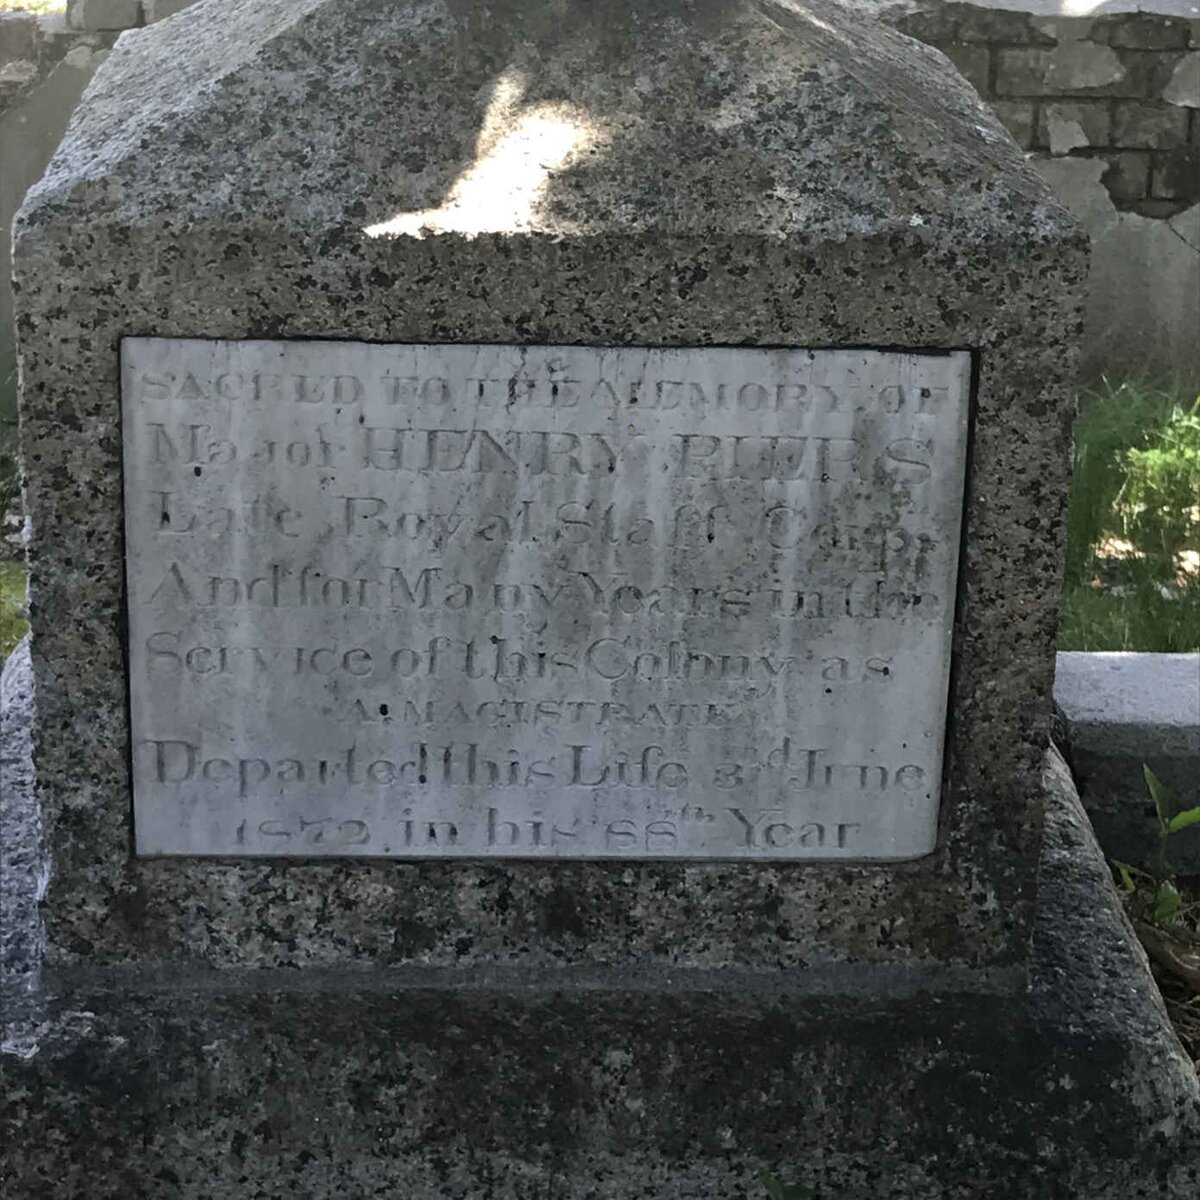 SACRED TO THE MEMORY OF
Major HENRY PIERS
Late Royal Staff Corps
And for Many Years in the
Service of this Colony as
A MAGISTRATE
Departed this Life 3rd June
1872 in his 88th Year